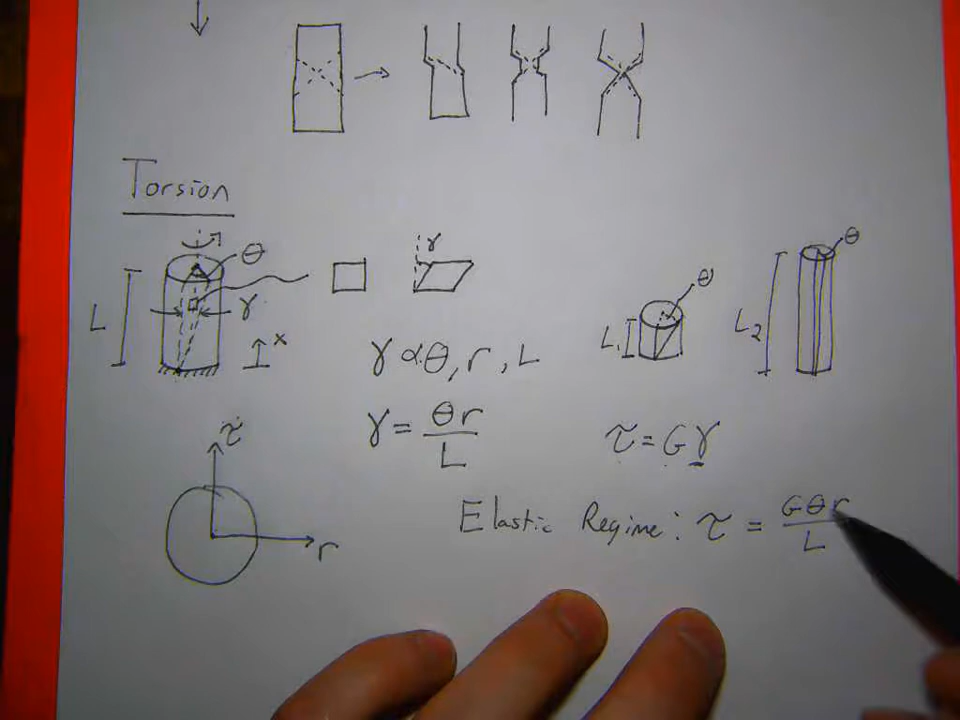 Torsion
θ γ θ' θ
L γ L₁ L₂
x
γ ∝ θ, r, L
γ = θr/L τ = Gγ
τ
Elastic Regime: τ = Gθr/L
r